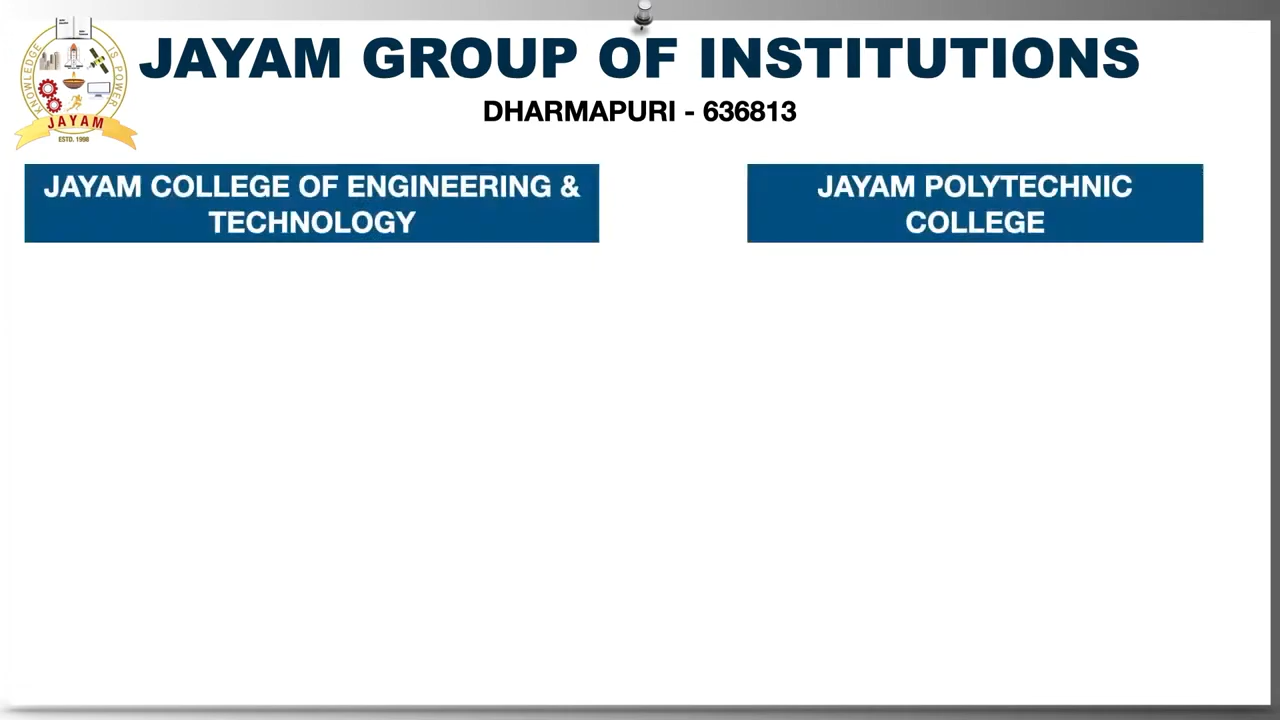 JAYAM GROUP OF INSTITUTIONS
DHARMAPURI - 636813
KNOWLEDGE IS POWER
JAYAM
ESTD. 1998
JAYAM COLLEGE OF ENGINEERING &
TECHNOLOGY
JAYAM POLYTECHNIC
COLLEGE